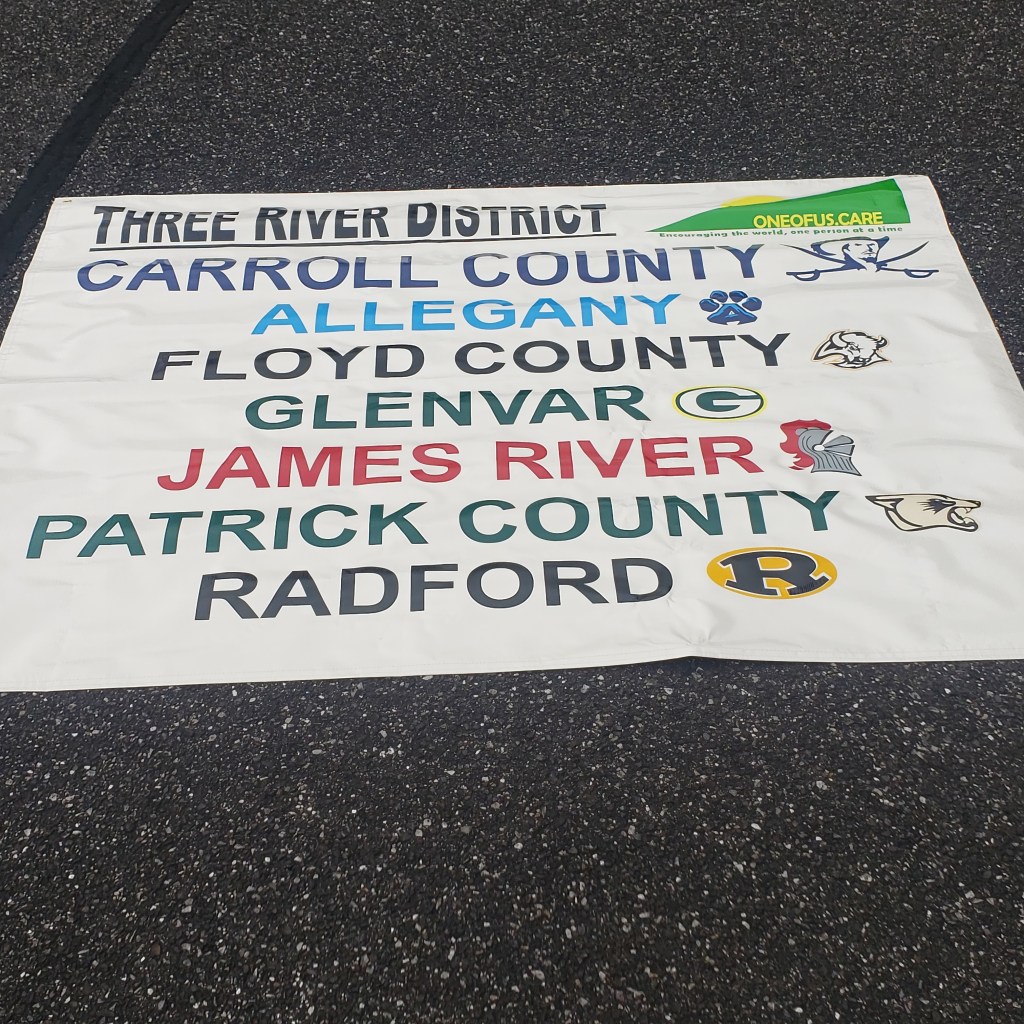 THREE RIVER DISTRICT
ONEOFUS.CARE
Encouraging the world, one person at a time
CARROLL COUNTY
ALLEGANY A
FLOYD COUNTY
GLENVAR G
JAMES RIVER
PATRICK COUNTY
RADFORD R